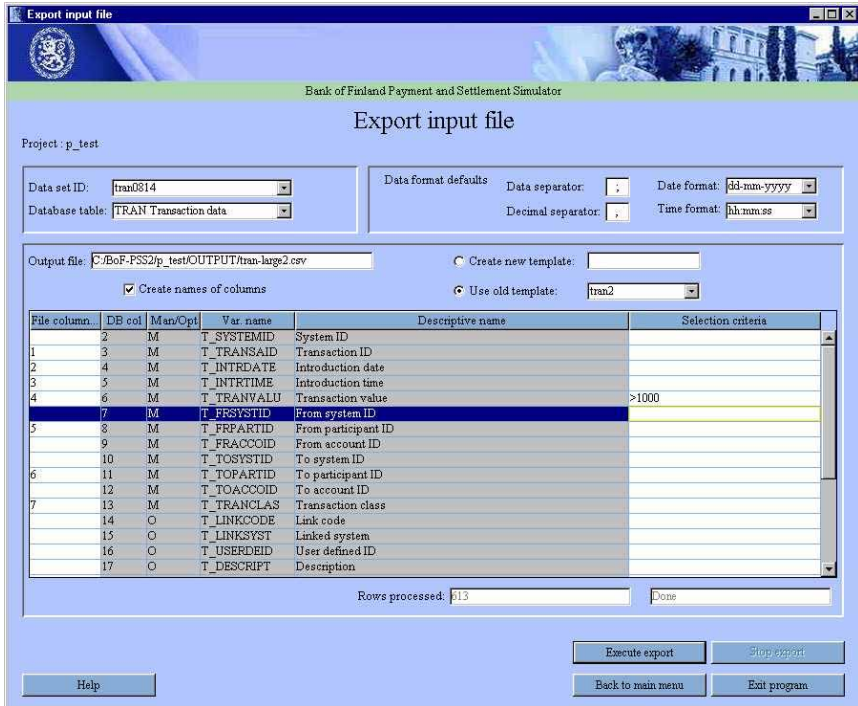 Export input file
Bank of Finland Payment and Settlement Simulator
Export input file
Project : p_test
Data set ID: tran0814
Database table: TRAN Transaction data
Data format defaults Data separator: ; Date format: dd-mm-yyyy
Decimal separator: , Time format: hh:mm:ss
Output file: C:/BoF-PSS2/p_test/OUTPUT/tran-large2.csv Create new template:
Create names of columns Use old template: tran2
File column... DB col Man/Opt Var. name Descriptive name Selection criteria
2 M T_SYSTEMID System ID
1 3 M T_TRANSAID Transaction ID
2 4 M T_INTRDATE Introduction date
3 5 M T_INTRTIME Introduction time
4 6 M T_TRANVALU Transaction value >1000
7 M T_FRSYSTID From system ID
5 8 M T_FRPARTID From participant ID
9 M T_FRACCOID From account ID
10 M T_TOSYSTID To system ID
6 11 M T_TOPARTID To participant ID
12 M T_TOACCOID To account ID
7 13 M T_TRANCLAS Transaction class
14 O T_LINKCODE Link code
15 O T_LINKSYST Linked system
16 O T_USERDEID User defined ID
17 O T_DESCRIPT Description
Rows processed: 613 Done
Execute export Stop export
Help Back to main menu Exit program